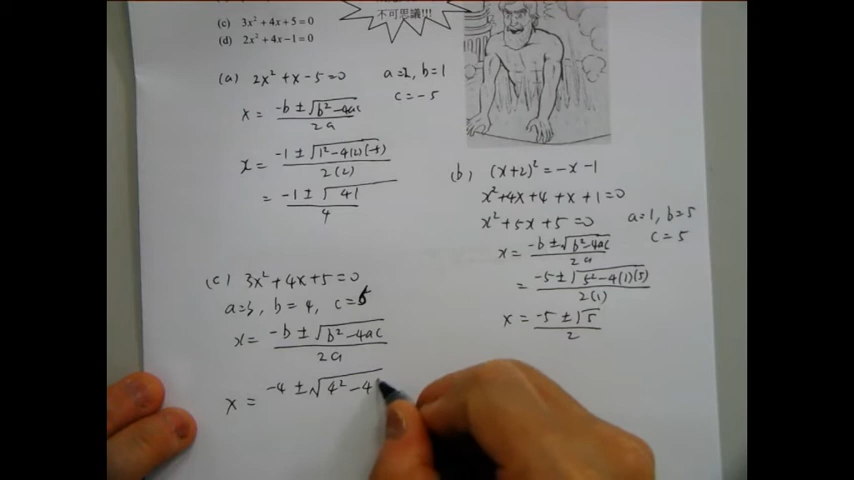 (c) 3x² + 4x + 5 = 0
(d) 2x² + 4x − 1 = 0
不可思議!!!
(a) 2x² + x − 5 = 0 a = 2, b = 1
c = −5
x = (−b ± √(b² − 4ac)) / 2a
x = (−1 ± √(1² − 4(2)(−5))) / 2(2)
= (−1 ± √41) / 4
(b) (x+2)² = −x − 1
x² + 4x + 4 + x + 1 = 0
x² + 5x + 5 = 0 a = 1, b = 5
c = 5
x = (−b ± √(b² − 4ac)) / 2a
= (−5 ± √(5² − 4(1)(5))) / 2(1)
x = (−5 ± √5) / 2
(c) 3x² + 4x + 5 = 0
a = 3, b = 4, c = 5
x = (−b ± √(b² − 4ac)) / 2a
x = −4 ± √(4² − 4